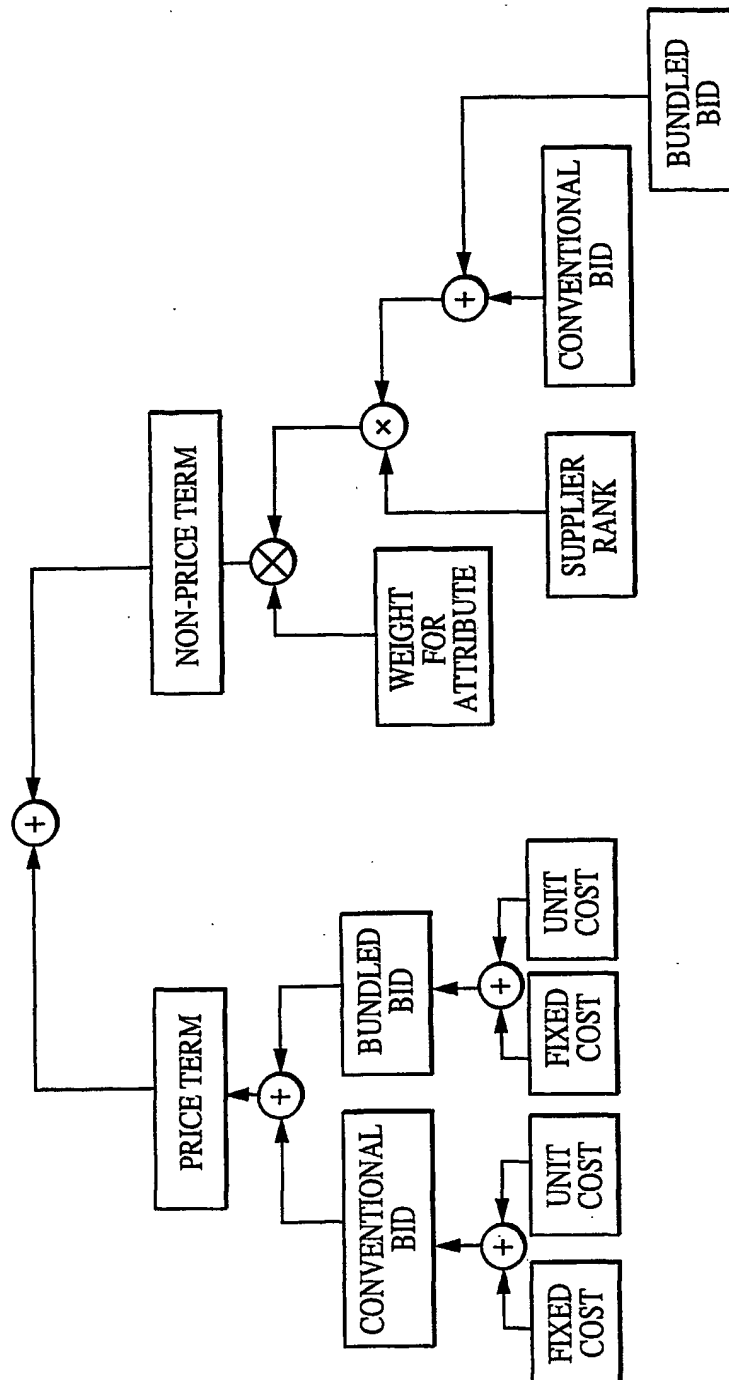 +
PRICE TERM
NON-PRICE TERM
+
×
CONVENTIONAL
BID
BUNDLED
BID
WEIGHT
FOR
ATTRIBUTE
×
+
+
+
FIXED
COST
UNIT
COST
FIXED
COST
UNIT
COST
SUPPLIER
RANK
CONVENTIONAL
BID
BUNDLED
BID